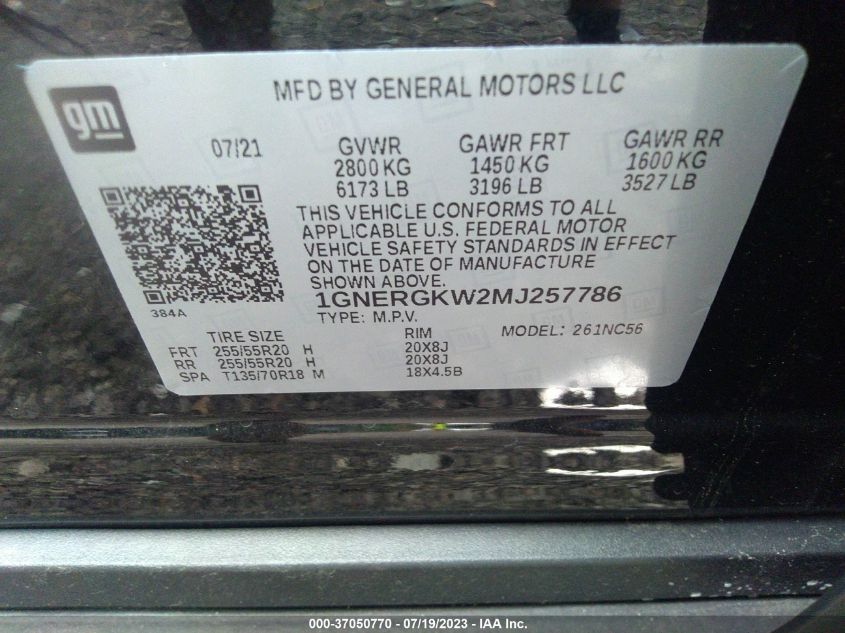 gm
MFD BY GENERAL MOTORS LLC
07/21 GVWR GAWR FRT GAWR RR
2800 KG 1450 KG 1600 KG
6173 LB 3196 LB 3527 LB
THIS VEHICLE CONFORMS TO ALL
APPLICABLE U.S. FEDERAL MOTOR
VEHICLE SAFETY STANDARDS IN EFFECT
ON THE DATE OF MANUFACTURE
SHOWN ABOVE.
384A
1GNERGKW2MJ257786
TYPE: M.P.V.
TIRE SIZE RIM MODEL: 261NC56
FRT 255/55R20 H 20X8J
RR 255/55R20 H 20X8J
SPA T135/70R18 M 18X4.5B
000-37050770 - 07/19/2023 - IAA Inc.